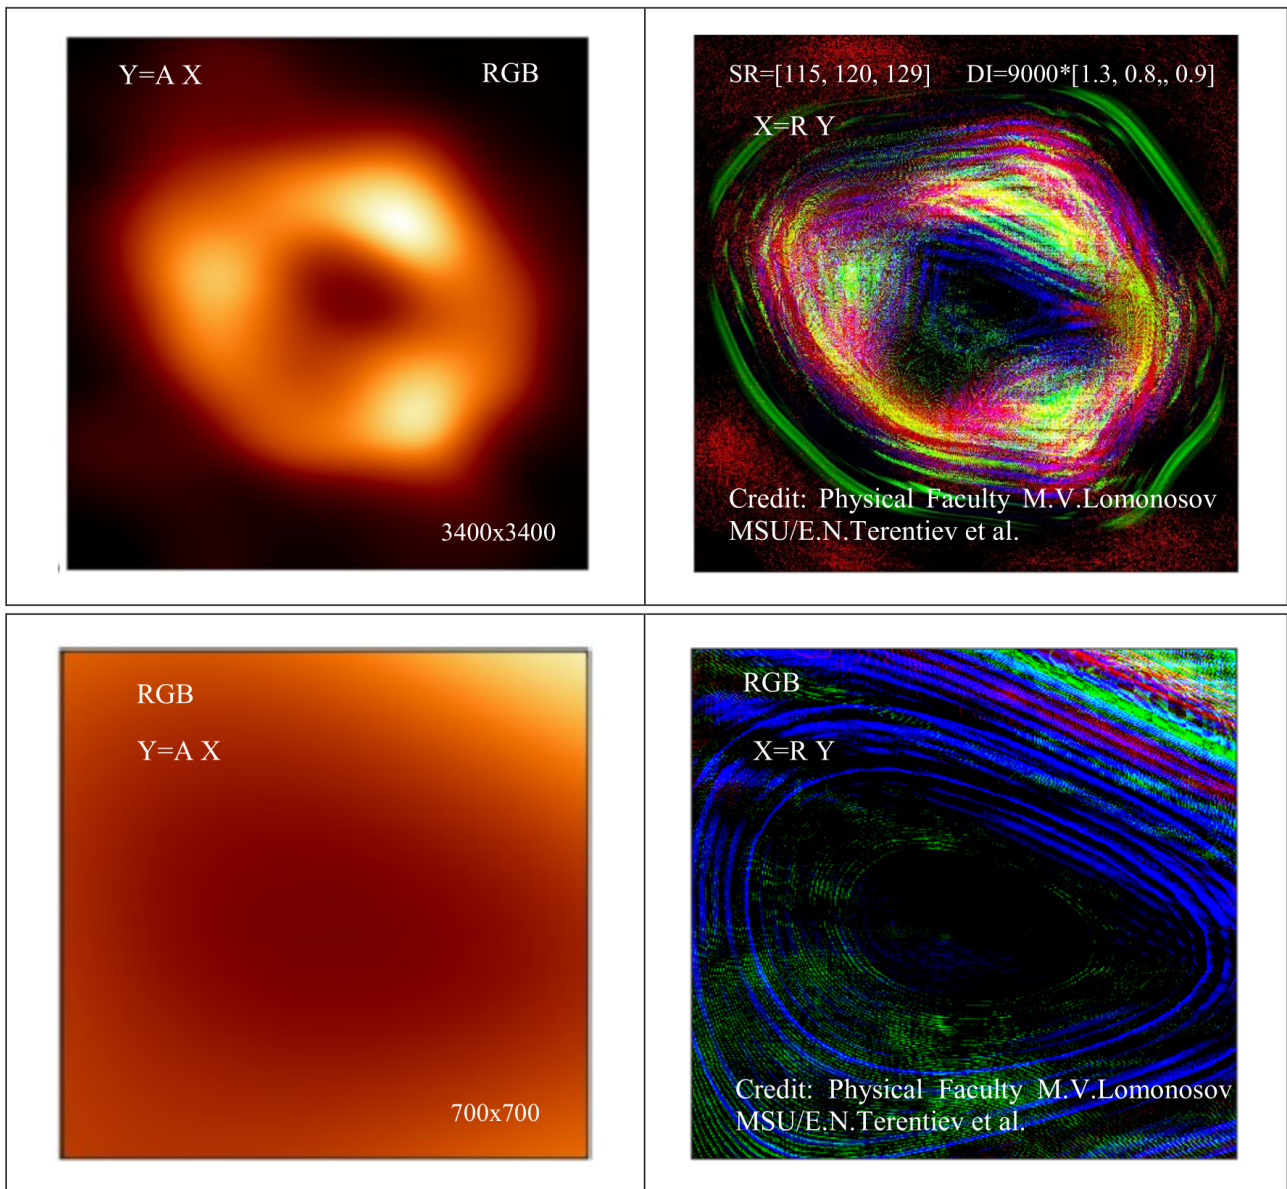 Y=A X
RGB
3400x3400
SR=[115, 120, 129] DI=9000*[1.3, 0.8,, 0.9]
X=R Y
Credit: Physical Faculty M.V.Lomonosov
MSU/E.N.Terentiev et al.
RGB
Y=A X
700x700
RGB
X=R Y
Credit: Physical Faculty M.V.Lomonosov
MSU/E.N.Terentiev et al.